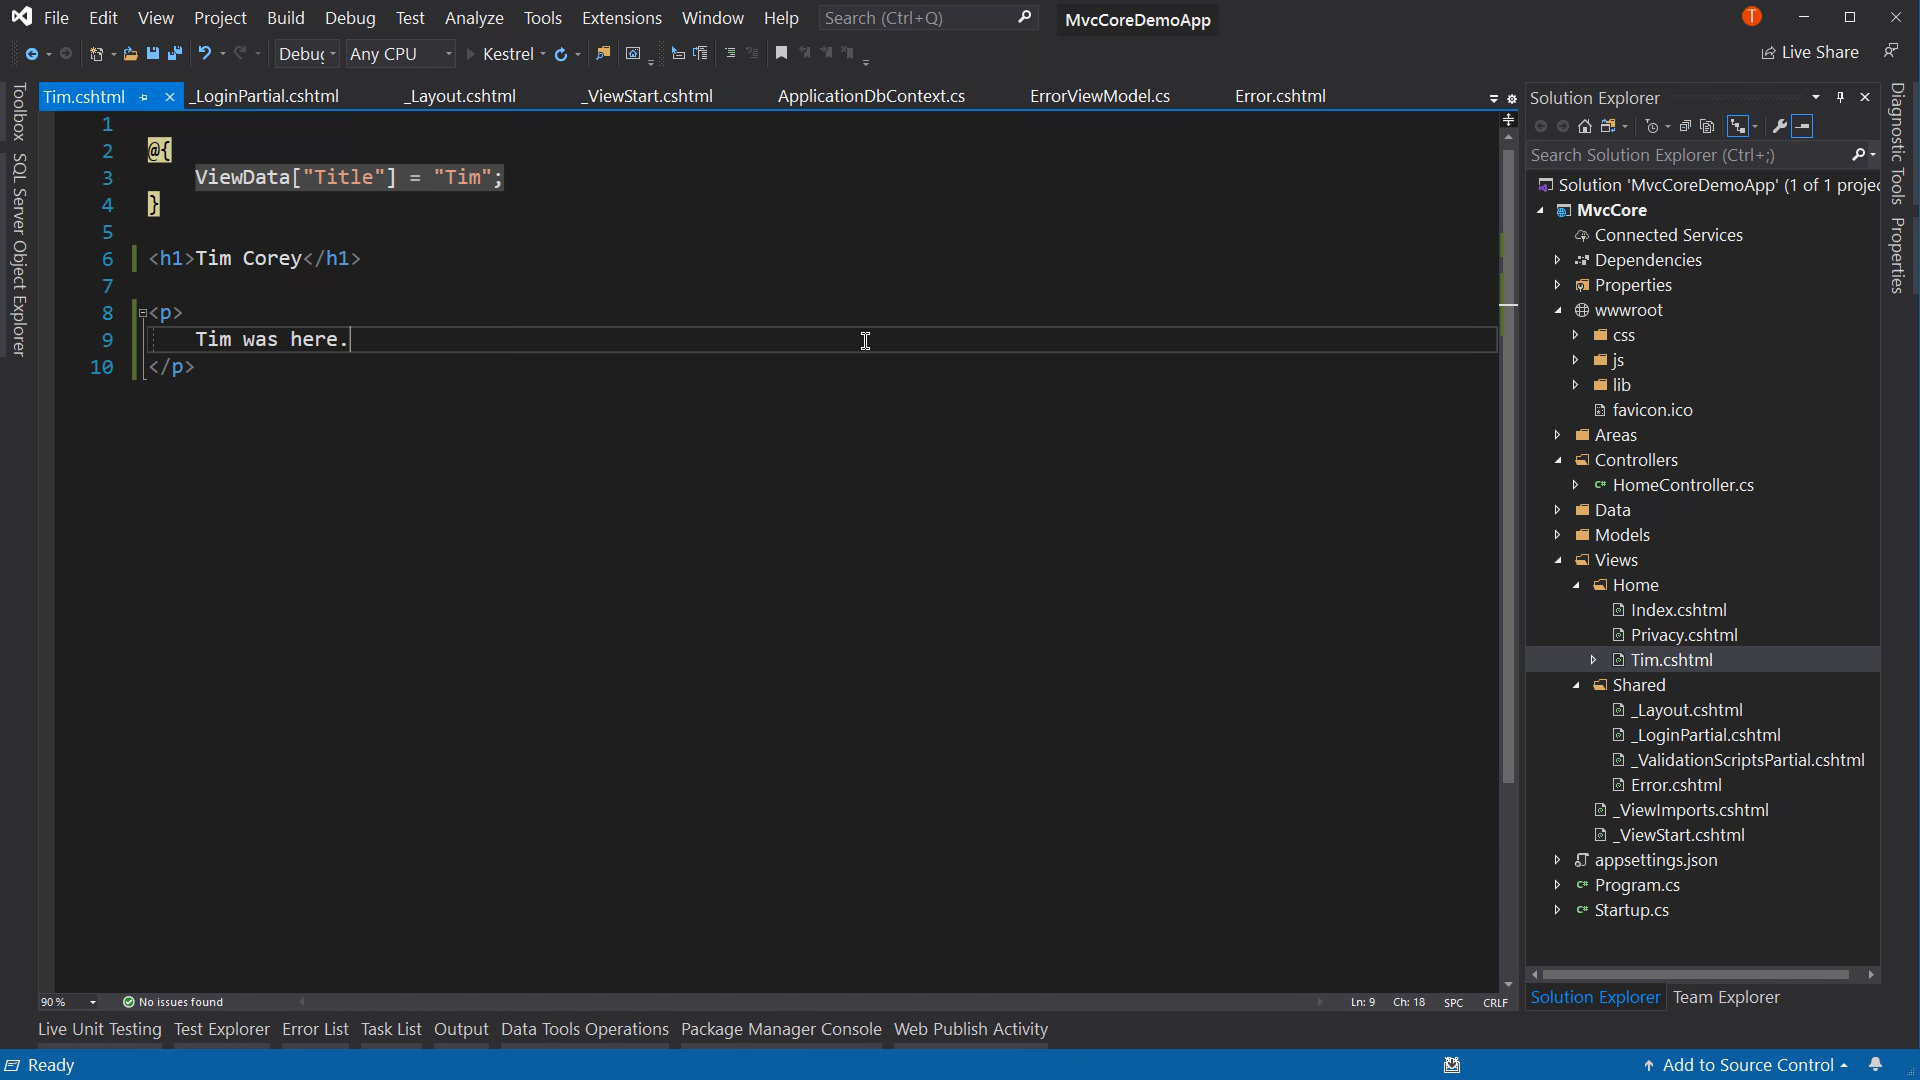 File Edit View Project Build Debug Test Analyze Tools Extensions Window Help Search (Ctrl+Q) MvcCoreDemoApp T
Debug Any CPU Kestrel Live Share
Toolbox
SQL Server Object Explorer
Tim.cshtml _LoginPartial.cshtml _Layout.cshtml _ViewStart.cshtml ApplicationDbContext.cs ErrorViewModel.cs Error.cshtml
1
2 @{
3 ViewData["Title"] = "Tim";
4 }
5
6 <h1>Tim Corey</h1>
7
8 <p>
9 Tim was here.
10 </p>
90 % No issues found Ln: 9 Ch: 18 SPC CRLF
Solution Explorer
Search Solution Explorer (Ctrl+;)
Solution 'MvcCoreDemoApp' (1 of 1 projec
MvcCore
Connected Services
Dependencies
Properties
wwwroot
css
js
lib
favicon.ico
Areas
Controllers
C# HomeController.cs
Data
Models
Views
Home
Index.cshtml
Privacy.cshtml
Tim.cshtml
Shared
_Layout.cshtml
_LoginPartial.cshtml
_ValidationScriptsPartial.cshtml
Error.cshtml
_ViewImports.cshtml
_ViewStart.cshtml
appsettings.json
C# Program.cs
C# Startup.cs
Solution Explorer Team Explorer
Diagnostic Tools
Properties
Live Unit Testing Test Explorer Error List Task List Output Data Tools Operations Package Manager Console Web Publish Activity
Ready Add to Source Control